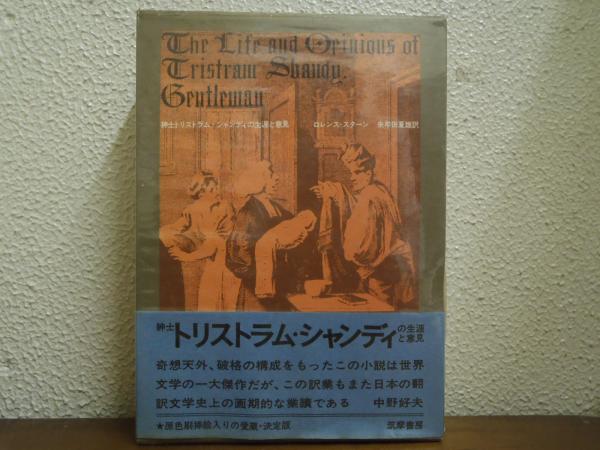 The Life and Opinions of
Tristram Shandy,
Gentleman
紳士トリストラム・シャンディの生涯と意見 ロレンス・スターン 朱牟田夏雄訳
紳士トリストラム・シャンディの生涯と意見
奇想天外、破格の構成をもったこの小説は世界
文学の一大傑作だが、この訳業もまた日本の翻
訳文学史上の画期的な業績である 中野好夫
★原色刷挿絵入りの愛蔵・決定版 筑摩書房